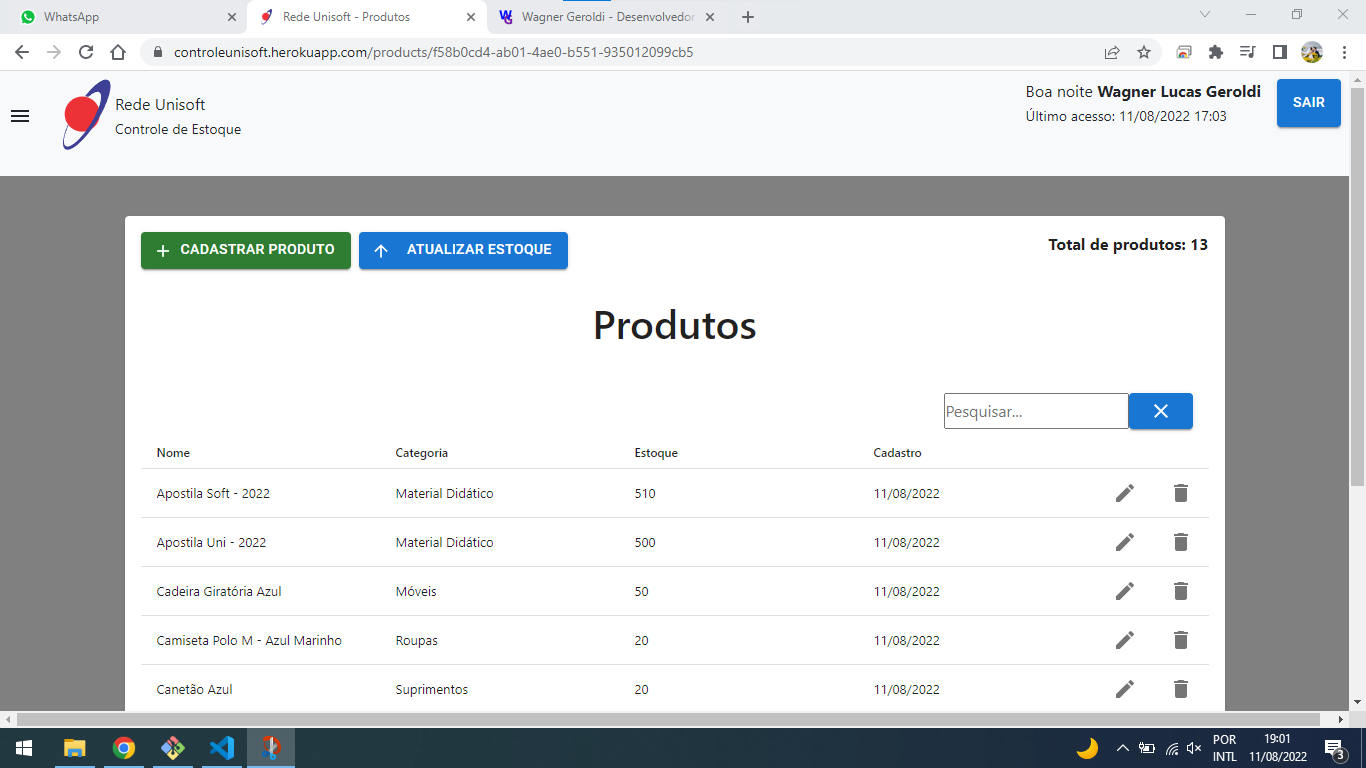 WhatsApp
Rede Unisoft - Produtos
Wagner Geroldi - Desenvolvedor
controleunisoft.herokuapp.com/products/f58b0cd4-ab01-4ae0-b551-935012099cb5
Rede Unisoft
Controle de Estoque
Boa noite Wagner Lucas Geroldi
Último acesso: 11/08/2022 17:03
SAIR
CADASTRAR PRODUTO
ATUALIZAR ESTOQUE
Total de produtos: 13
Produtos
Pesquisar...
Nome Categoria Estoque Cadastro
Apostila Soft - 2022 Material Didático 510 11/08/2022
Apostila Uni - 2022 Material Didático 500 11/08/2022
Cadeira Giratória Azul Móveis 50 11/08/2022
Camiseta Polo M - Azul Marinho Roupas 20 11/08/2022
Canetão Azul Suprimentos 20 11/08/2022
POR 19:01
INTL 11/08/2022
3